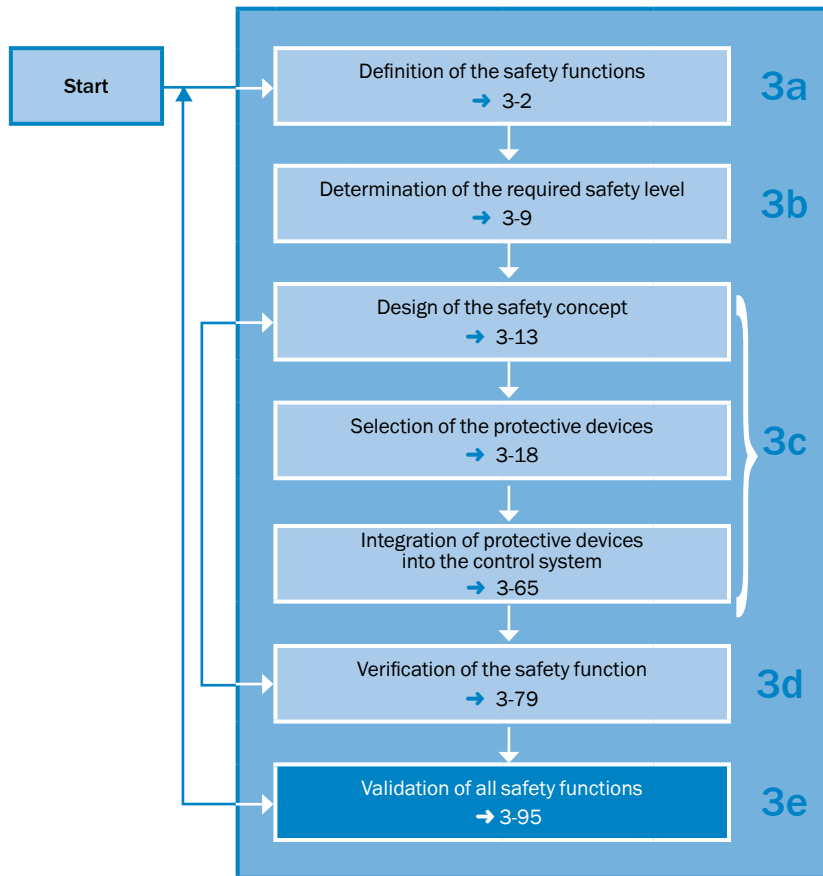 Start
Definition of the safety functions
➔ 3-2
3a
Determination of the required safety level
➔ 3-9
3b
Design of the safety concept
➔ 3-13
Selection of the protective devices
➔ 3-18
3c
Integration of protective devices
into the control system
➔ 3-65
Verification of the safety function
➔ 3-79
3d
Validation of all safety functions
➔ 3-95
3e